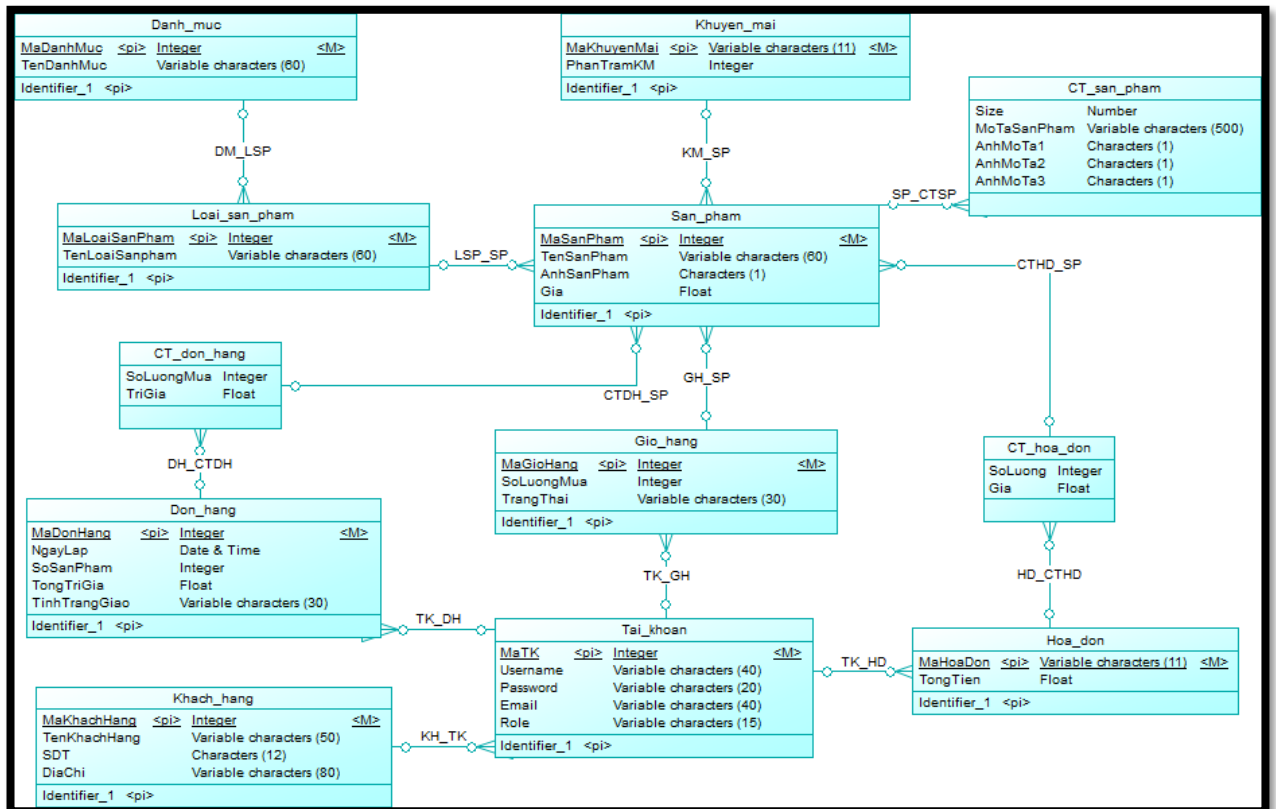 Danh_muc
MaDanhMuc <pi> Integer <M>
TenDanhMuc Variable characters (60)
Identifier_1 <pi>
Khuyen_mai
MaKhuyenMai <pi> Variable characters (11) <M>
PhanTramKM Integer
Identifier_1 <pi>
CT_san_pham
Size Number
MoTaSanPham Variable characters (500)
AnhMoTa1 Characters (1)
AnhMoTa2 Characters (1)
AnhMoTa3 Characters (1)
DM_LSP
KM_SP
SP_CTSP
Loai_san_pham
MaLoaiSanPham <pi> Integer <M>
TenLoaiSanpham Variable characters (60)
Identifier_1 <pi>
LSP_SP
San_pham
MaSanPham <pi> Integer <M>
TenSanPham Variable characters (60)
AnhSanPham Characters (1)
Gia Float
Identifier_1 <pi>
CTHD_SP
CT_don_hang
SoLuongMua Integer
TriGia Float
CTDH_SP
GH_SP
DH_CTDH
Gio_hang
MaGioHang <pi> Integer <M>
SoLuongMua Integer
TrangThai Variable characters (30)
Identifier_1 <pi>
CT_hoa_don
SoLuong Integer
Gia Float
Don_hang
MaDonHang <pi> Integer <M>
NgayLap Date & Time
SoSanPham Integer
TongTriGia Float
TinhTrangGiao Variable characters (30)
Identifier_1 <pi>
TK_GH
HD_CTHD
TK_DH
Tai_khoan
MaTK <pi> Integer <M>
Username Variable characters (40)
Password Variable characters (20)
Email Variable characters (40)
Role Variable characters (15)
Identifier_1 <pi>
TK_HD
Hoa_don
MaHoaDon <pi> Variable characters (11) <M>
TongTien Float
Identifier_1 <pi>
Khach_hang
MaKhachHang <pi> Integer <M>
TenKhachHang Variable characters (50)
SDT Characters (12)
DiaChi Variable characters (80)
Identifier_1 <pi>
KH_TK